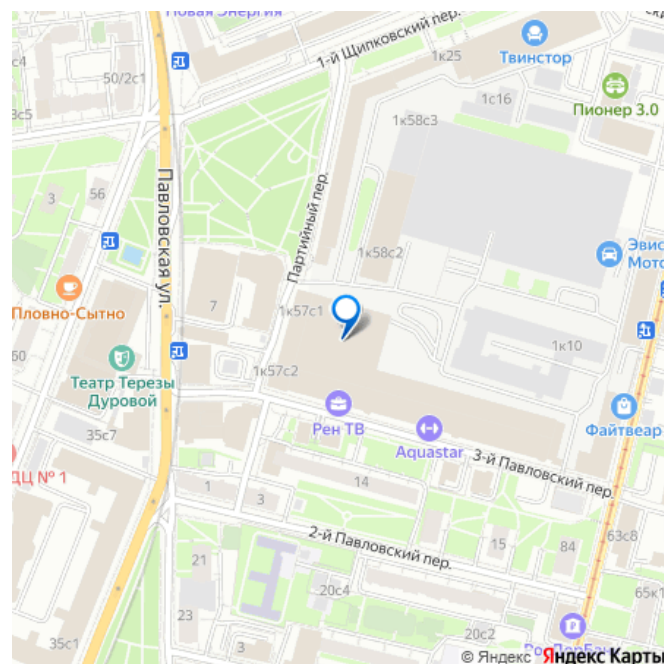 Новая Энергия
с4
50/2с1
3с5
1-й Щипковский пер.
1к25
Твинстор
1с16
Пионер 3.0
1к58с3
3
56
Павловская ул.
Партийный пер.
1к58с2
Эвис
Мото
Пловно-Сытно
7
1к57с1
1к10
60
Театр Терезы
Дуровой
1к57с2
Рен ТВ
Aquastar
Файтвеар
35с7
ДЦ № 1
3-й Павловский пер.
1
3
14
2-й Павловский пер.
15
84
63с8
21
20с4
65к1
23
20с2
3
35с1
© Яндекс
Яндекс Карты